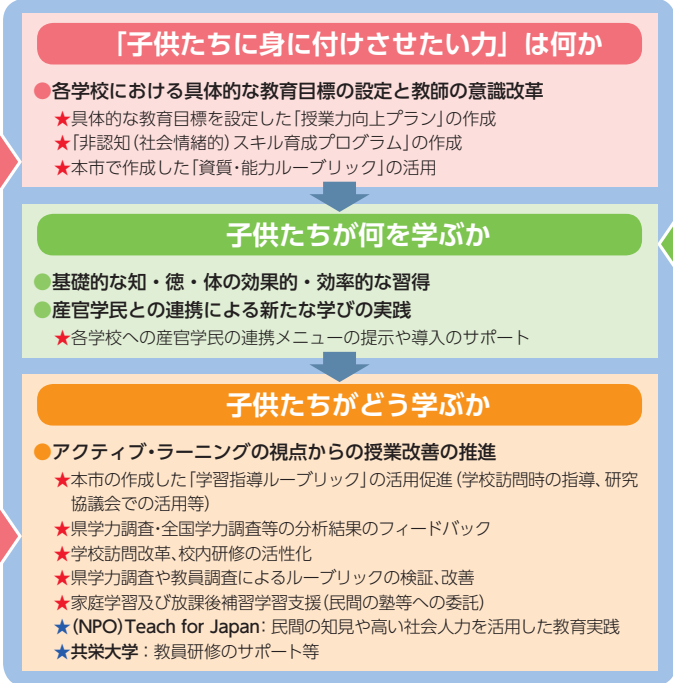 「子供たちに身に付けさせたい力」は何か
●各学校における具体的な教育目標の設定と教師の意識改革
★具体的な教育目標を設定した「授業力向上プラン」の作成
★「非認知(社会情緒的)スキル育成プログラム」の作成
★本市で作成した「資質・能力ルーブリック」の活用
子供たちが何を学ぶか
●基礎的な知・徳・体の効果的・効率的な習得
●産官学民との連携による新たな学びの実践
★各学校への産官学民の連携メニューの提示や導入のサポート
子供たちがどう学ぶか
●アクティブ・ラーニングの視点からの授業改善の推進
★本市の作成した「学習指導ルーブリック」の活用促進(学校訪問時の指導、研究
協議会での活用等)
★県学力調査・全国学力調査等の分析結果のフィードバック
★学校訪問改革、校内研修の活性化
★県学力調査や教員調査によるルーブリックの検証、改善
★家庭学習及び放課後補習学習支援(民間の塾等への委託)
★(NPO)Teach for Japan：民間の知見や高い社会人力を活用した教育実践
★共栄大学：教員研修のサポート等